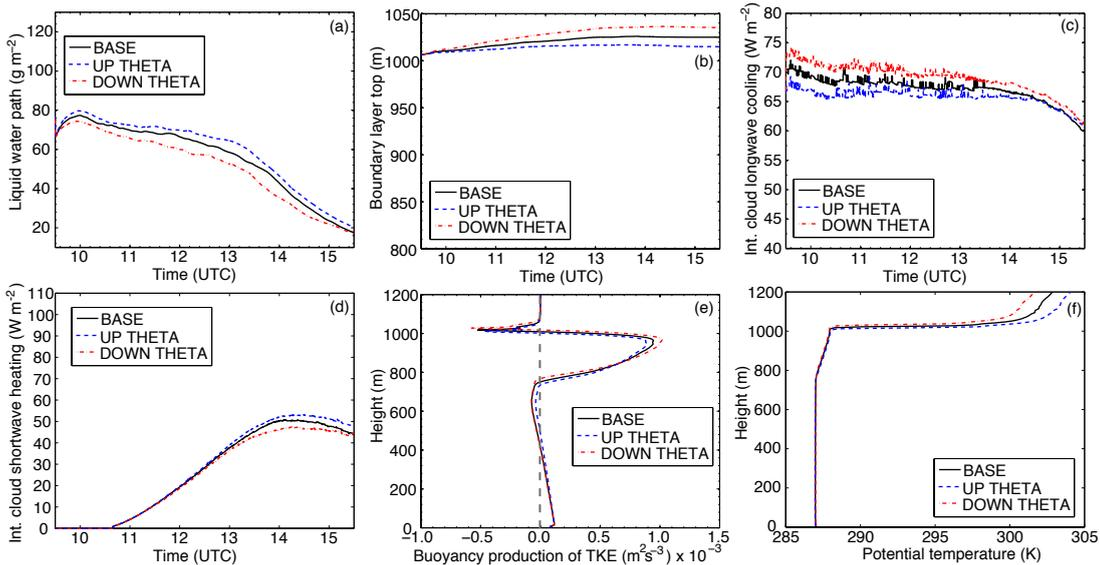 (a)
Liquid water path (g m−2)
120
100
80
60
40
20
BASE
UP THETA
DOWN THETA
10 11 12 13 14 15
Time (UTC)
(b)
Boundary layer top (m)
1050
1000
950
900
850
800
BASE
UP THETA
DOWN THETA
10 11 12 13 14 15
Time (UTC)
(c)
Int. cloud longwave cooling (W m−2)
80
75
70
65
60
55
50
45
40
BASE
UP THETA
DOWN THETA
10 11 12 13 14 15
Time (UTC)
(d)
Int. cloud shortwave heating (W m−2)
110
100
90
80
70
60
50
40
30
20
10
0
BASE
UP THETA
DOWN THETA
10 11 12 13 14 15
Time (UTC)
(e)
Height (m)
1200
1000
800
600
400
200
0
BASE
UP THETA
DOWN THETA
−1.0 −0.5 0.0 0.5 1.0 1.5
Buoyancy production of TKE (m2s−3) x 10−3
(f)
Height (m)
1200
1000
800
600
400
200
0
BASE
UP THETA
DOWN THETA
285 290 295 300 305
Potential temperature (K)